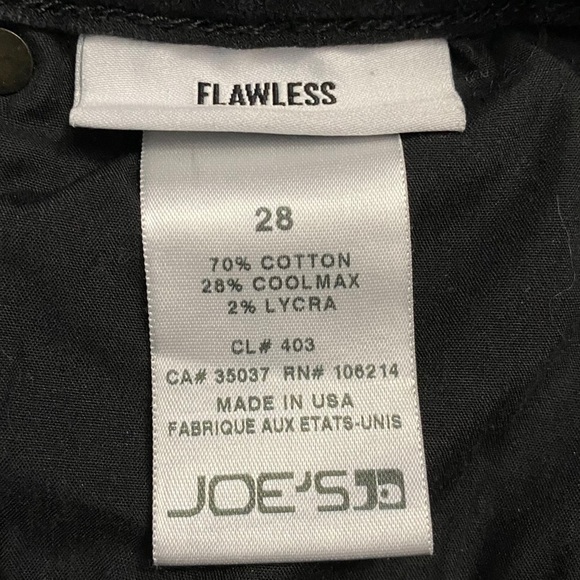 FLAWLESS
28
70% COTTON
28% COOLMAX
2% LYCRA
CL# 403
CA# 35037 RN# 106214
MADE IN USA
FABRIQUE AUX ETATS-UNIS
JOE'S